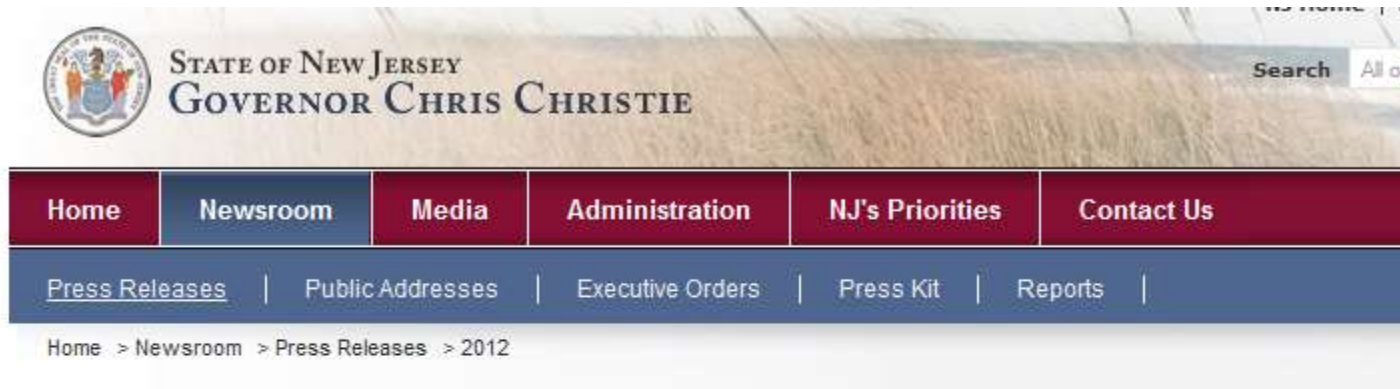 STATE OF NEW JERSEY
GOVERNOR CHRIS CHRISTIE
Search All o
Home Newsroom Media Administration NJ's Priorities Contact Us
Press Releases | Public Addresses | Executive Orders | Press Kit | Reports |
Home > Newsroom > Press Releases > 2012